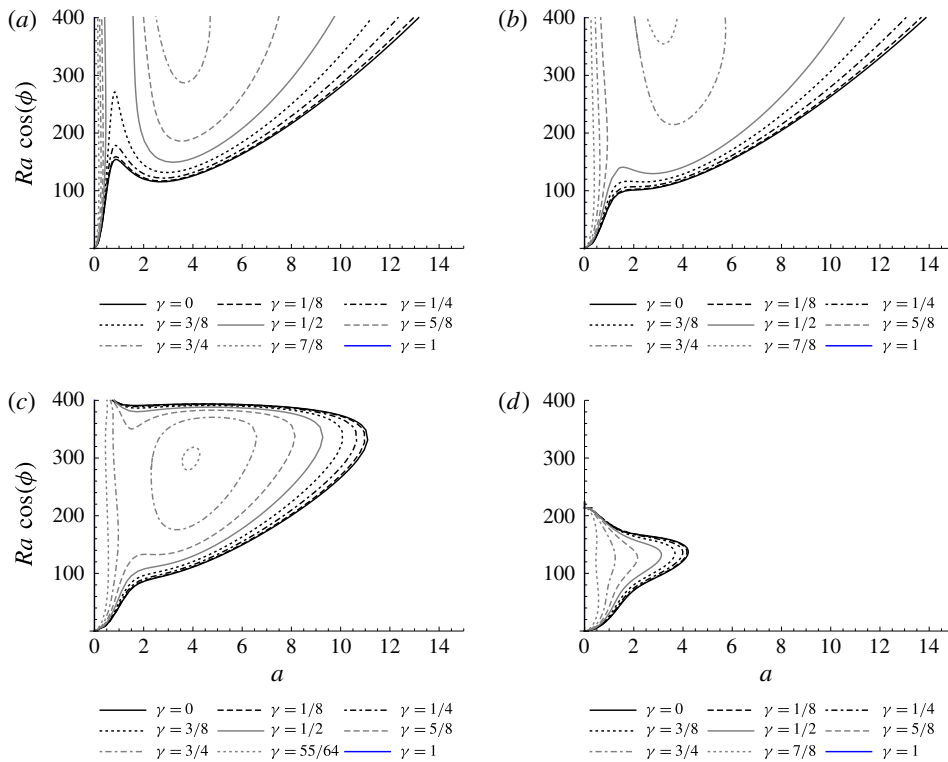 (a) (b)
400 400
300 300
200 200
100 100
Ra cos(ϕ)
0 2 4 6 8 10 12 14 0 2 4 6 8 10 12 14
γ = 0 γ = 1/8 γ = 1/4 γ = 0 γ = 1/8 γ = 1/4
γ = 3/8 γ = 1/2 γ = 5/8 γ = 3/8 γ = 1/2 γ = 5/8
γ = 3/4 γ = 7/8 γ = 1 γ = 3/4 γ = 7/8 γ = 1
(c) (d)
400 400
300 300
200 200
100 100
Ra cos(ϕ)
0 2 4 6 8 10 12 14 0 2 4 6 8 10 12 14
a a
γ = 0 γ = 1/8 γ = 1/4 γ = 0 γ = 1/8 γ = 1/4
γ = 3/8 γ = 1/2 γ = 5/8 γ = 3/8 γ = 1/2 γ = 5/8
γ = 3/4 γ = 55/64 γ = 1 γ = 3/4 γ = 7/8 γ = 1